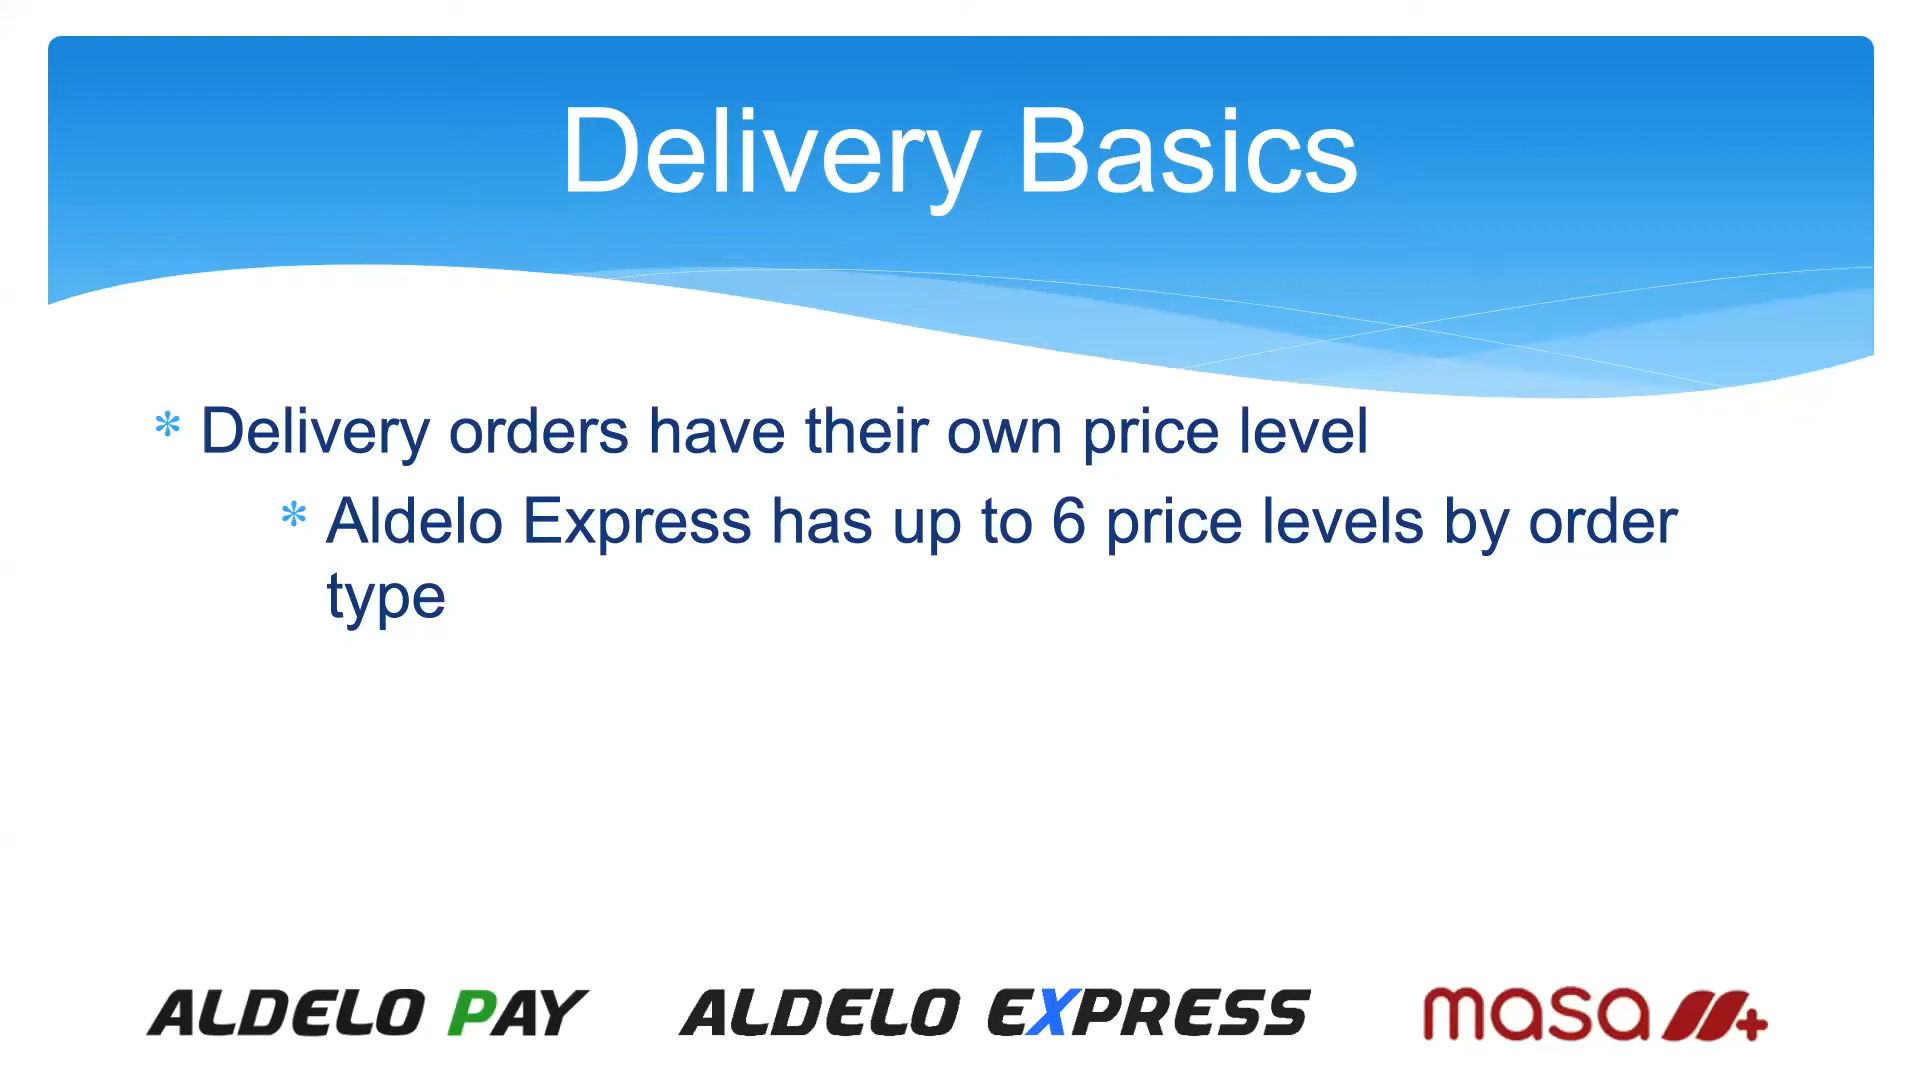 Delivery Basics
* Delivery orders have their own price level
* Aldelo Express has up to 6 price levels by order
type
ALDELO PAY
ALDELO EXPRESS
masa